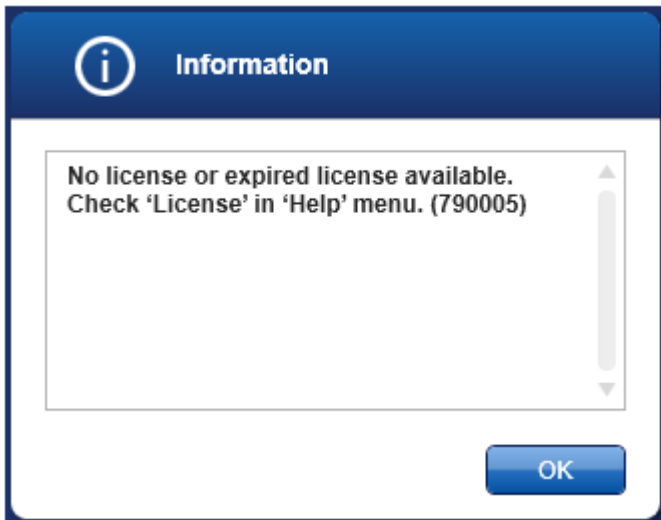 Information
No license or expired license available.
Check ‘License’ in ‘Help’ menu. (790005)
OK